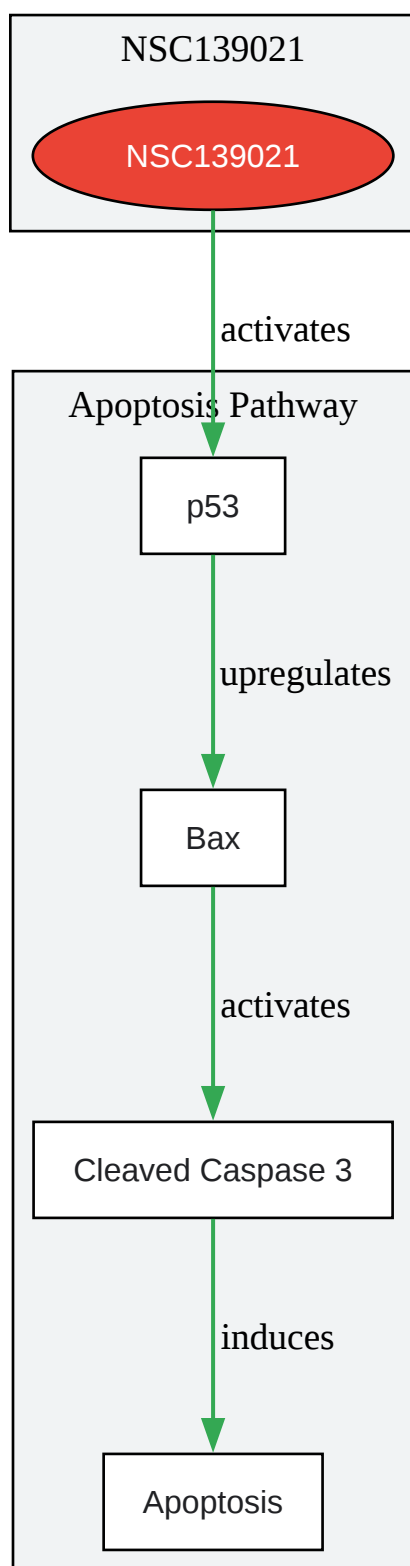 NSC139021
NSC139021
activates
Apoptosis Pathway
p53
upregulates
Bax
activates
Cleaved Caspase 3
induces
Apoptosis